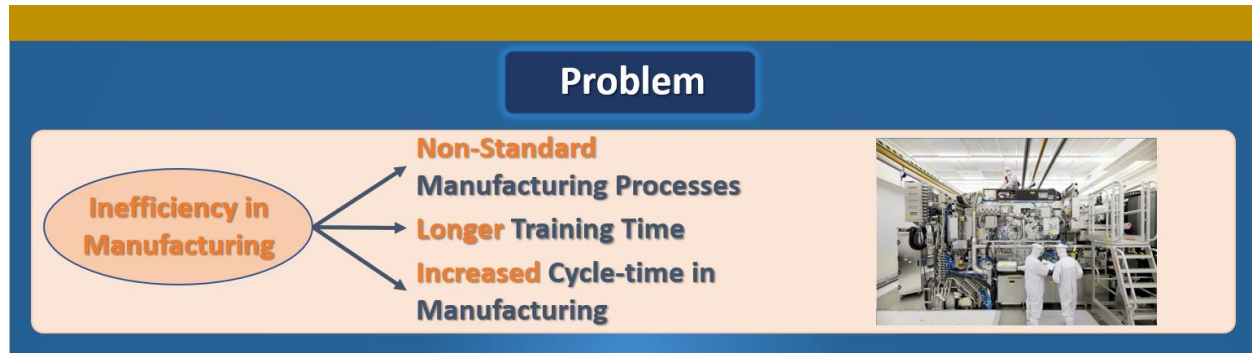 Problem
Inefficiency in
Manufacturing
Non-Standard
Manufacturing Processes
Longer Training Time
Increased Cycle-time in
Manufacturing